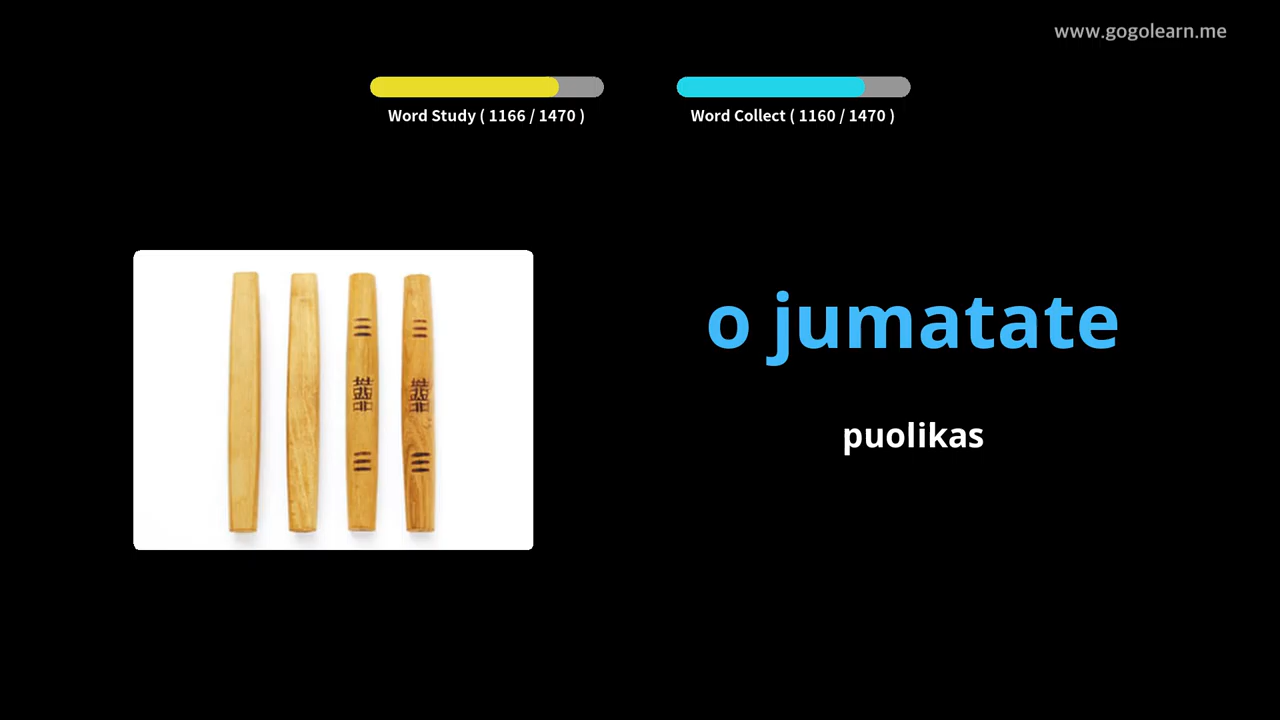 www.gogolearn.me
Word Study ( 1166 / 1470 )
Word Collect ( 1160 / 1470 )
o jumatate
puolikas